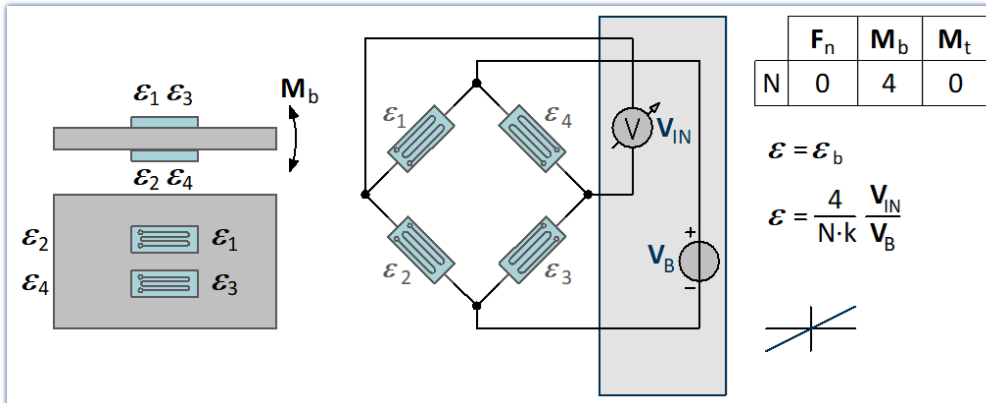 ε1 ε3
Mb
ε2 ε4
ε2 ε1
ε4 ε3
ε1 ε4
V VIN
ε2 ε3
VB + −
Fn Mb Mt
N 0 4 0
ε = εb
ε = 4/N·k VIN/VB